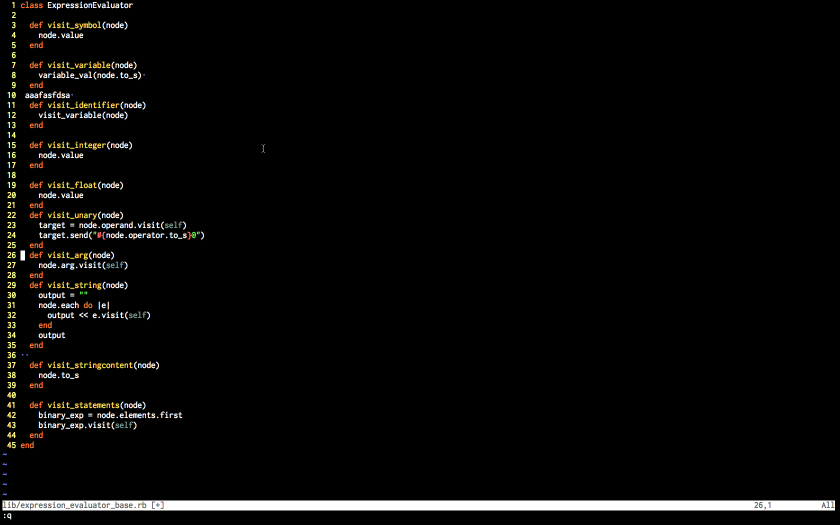 1 class ExpressionEvaluator
2
3   def visit_symbol(node)
4     node.value
5   end
6
7   def visit_variable(node)
8     variable_val(node.to_s)·
9   end
10  aaafasfdsa·
11   def visit_identifier(node)
12     visit_variable(node)
13   end
14
15   def visit_integer(node)
16     node.value
17   end
18
19   def visit_float(node)
20     node.value
21   end
22   def visit_unary(node)
23     target = node.operand.visit(self)
24     target.send("#{node.operator.to_s}@")
25   end
26   def visit_arg(node)
27     node.arg.visit(self)
28   end
29   def visit_string(node)
30     output = ""
31     node.each do |e|
32       output << e.visit(self)
33     end
34     output
35   end
36 ··
37   def visit_stringcontent(node)
38     node.to_s
39   end
40
41   def visit_statements(node)
42     binary_exp = node.elements.first
43     binary_exp.visit(self)
44   end
45 end
~
~
~
~
~
lib/expression_evaluator_base.rb [+] 26,1 All
:q